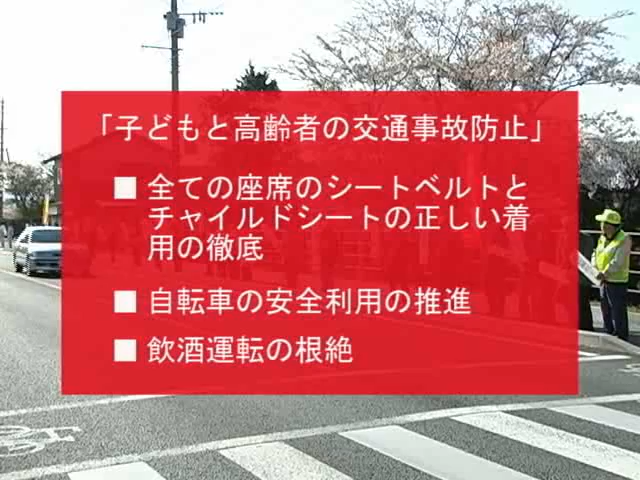 「子どもと高齢者の交通事故防止」
■ 全ての座席のシートベルトと
チャイルドシートの正しい着
用の徹底
■ 自転車の安全利用の推進
■ 飲酒運転の根絶